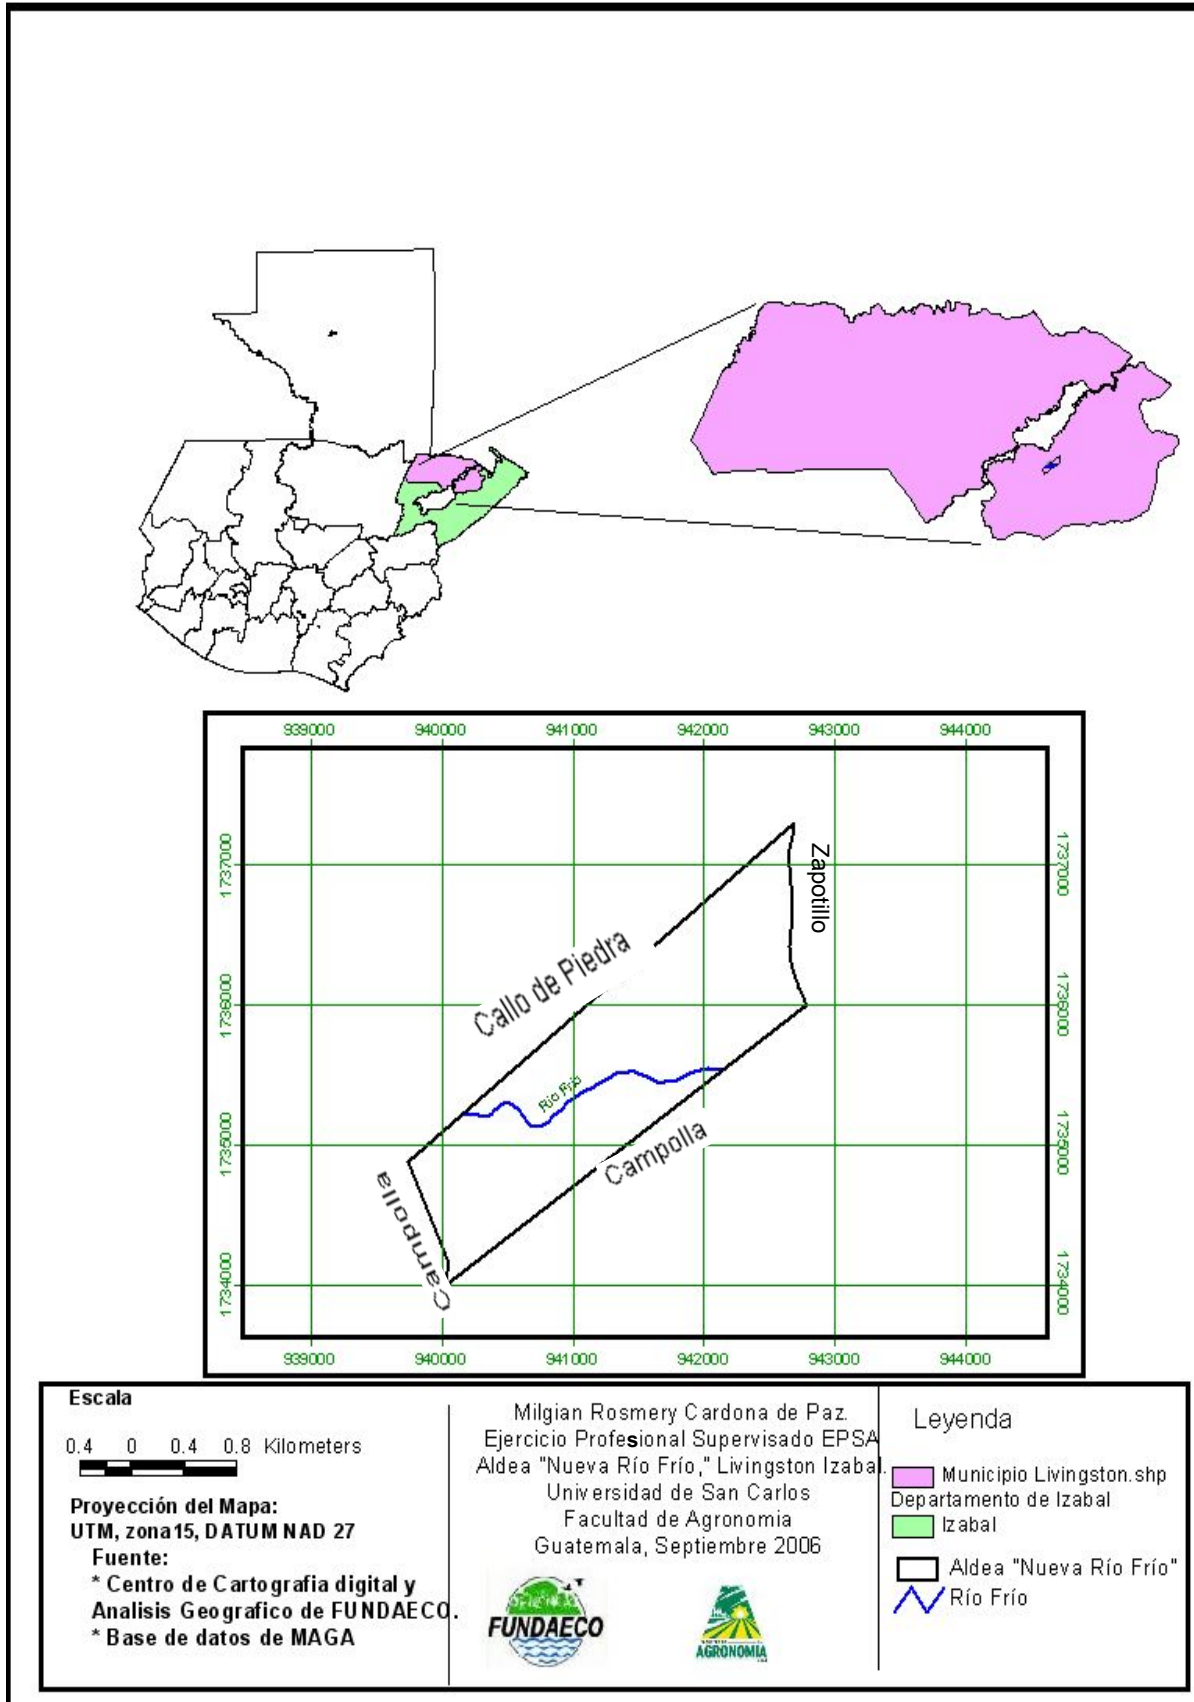 939000 940000 941000 942000 943000 944000
1737000
1737000
Zapotillo
Callo de Piedra
1736000
1736000
Río Frío
1735000
1735000
Campolla
Campolla
1734000
1734000
939000 940000 941000 942000 943000 944000
Escala
0.4 0 0.4 0.8 Kilometers
Proyección del Mapa:
UTM, zona15, DATUM NAD 27
Fuente:
* Centro de Cartografia digital y
Analisis Geografico de FUNDAECO.
* Base de datos de MAGA
Milgian Rosmery Cardona de Paz.
Ejercicio Profesional Supervisado EPSA
Aldea "Nueva Río Frío," Livingston Izabal.
Universidad de San Carlos
Facultad de Agronomia
Guatemala, Septiembre 2006
FUNDAECO
AGRONOMIA
Leyenda
Municipio Livingston.shp
Departamento de Izabal
Izabal
Aldea "Nueva Río Frío"
Río Frío